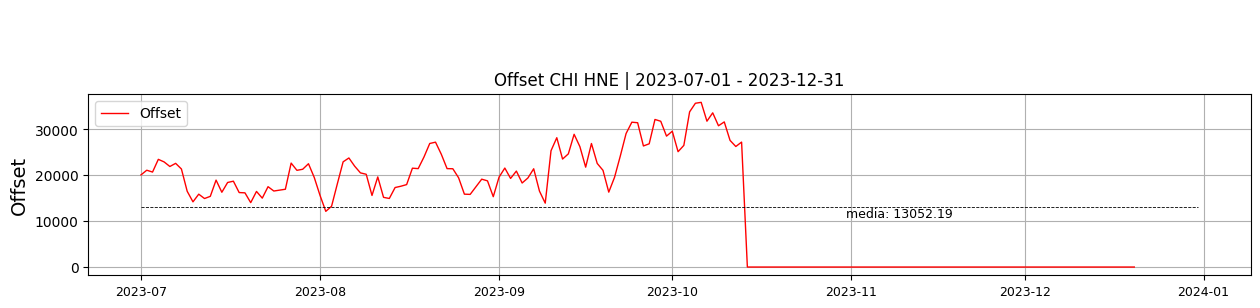 Offset CHI HNE | 2023-07-01 - 2023-12-31
Offset
Offset
30000
20000
10000
0
media: 13052.19
2023-07
2023-08
2023-09
2023-10
2023-11
2023-12
2024-01